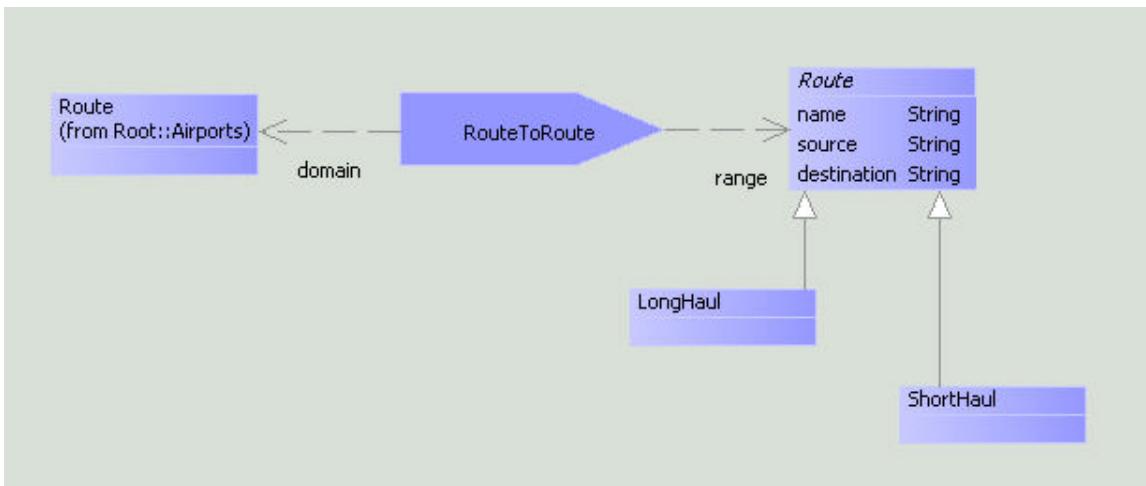 Route
(from Root::Airports)
domain
RouteToRoute
range
Route
name String
source String
destination String
LongHaul
ShortHaul